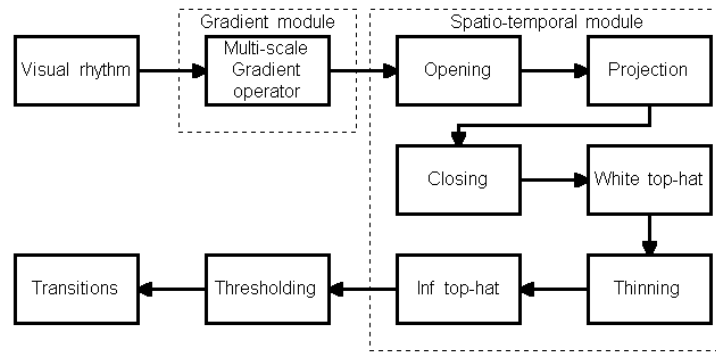 Gradient module
Spatio-temporal module
Visual rhythm
Multi-scale
Gradient
operator
Opening
Projection
Closing
White top-hat
Transitions
Thresholding
Inf top-hat
Thinning